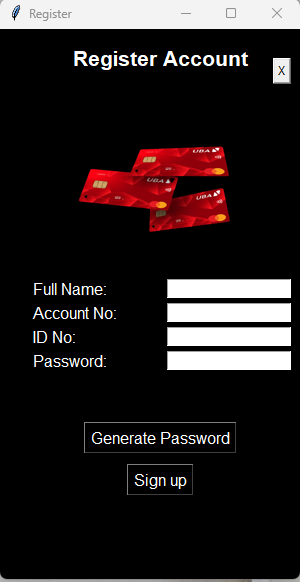 Register
Register Account
X
UBA
UBA
UBA
Full Name:
Account No:
ID No:
Password:
Generate Password
Sign up